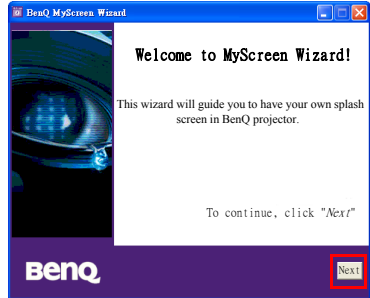 BenQ MyScreen Wizard
Welcome to MyScreen Wizard!
This wizard will guide you to have your own splash
screen in BenQ projector.
To continue, click "Next"
BenQ
Next